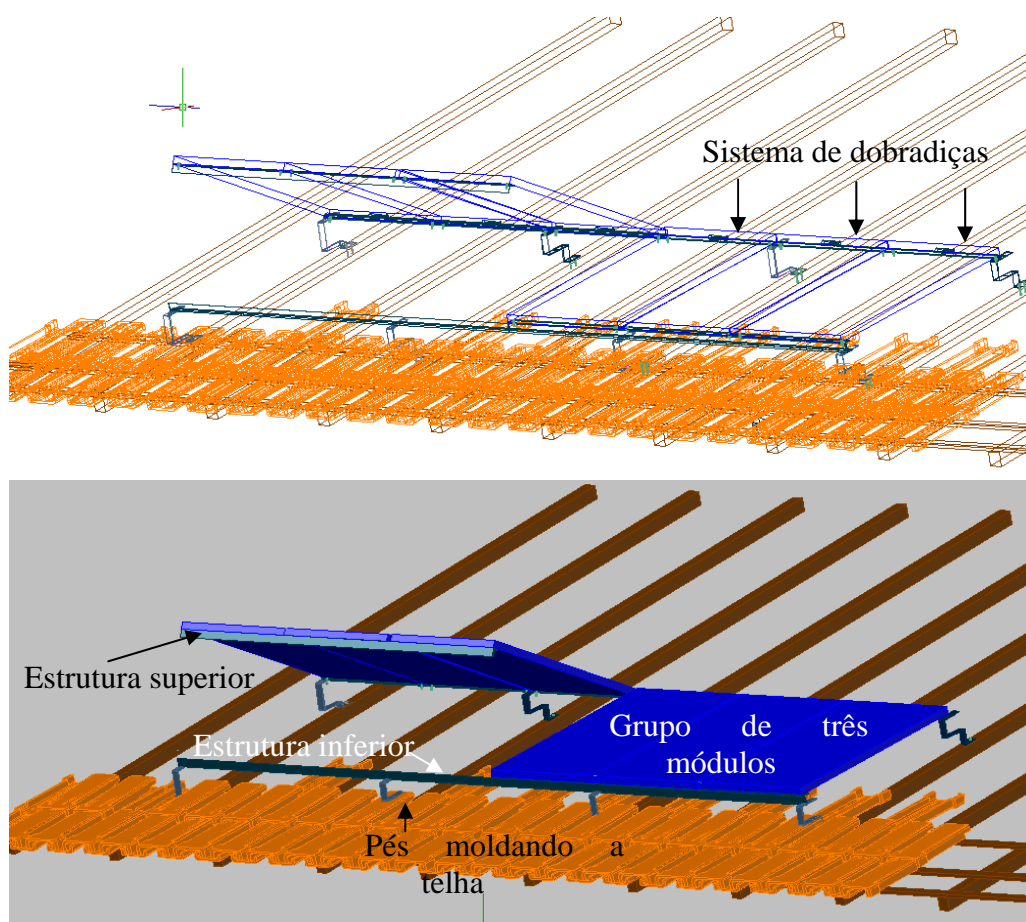 Sistema de dobradiças
Estrutura superior
Grupo de três
módulos
Estrutura inferior
Pés moldando a
telha